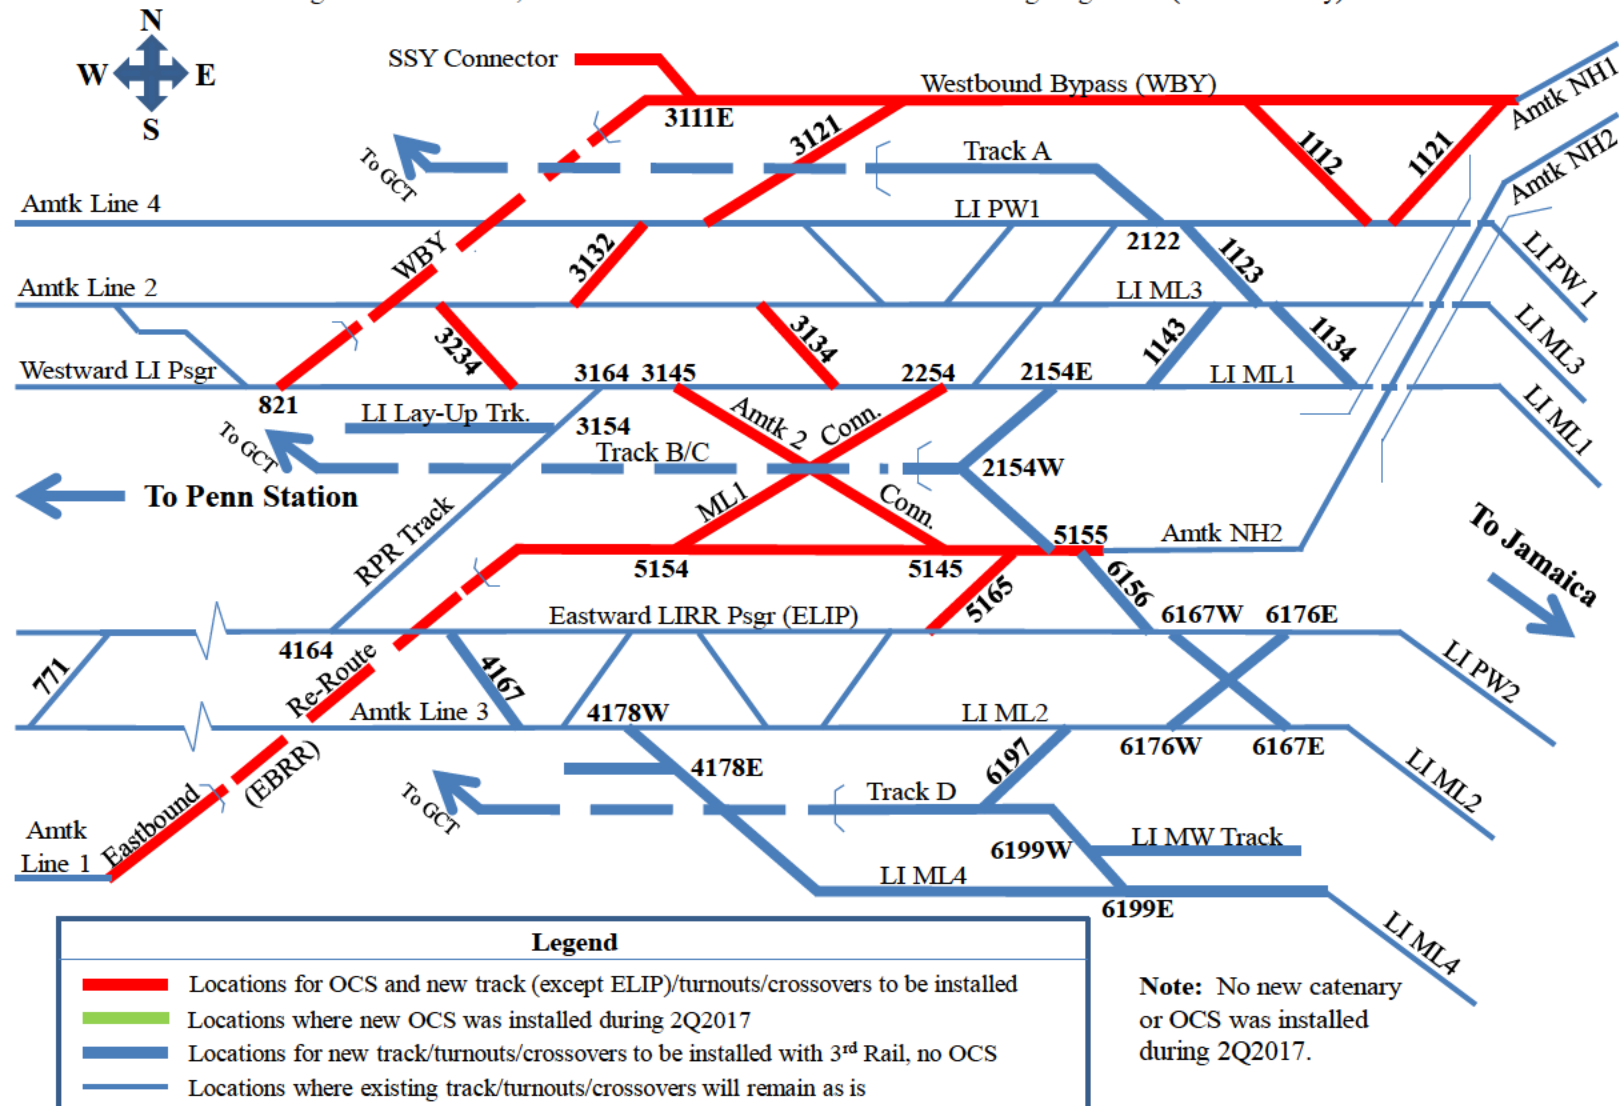 N
W E
S
SSY Connector
Westbound Bypass (WBY)
Amtk NH1
Amtk NH2
3111E
3121
1112
1121
To GCT
Track A
Amtk Line 4
LI PW1
2122
1123
LI PW 1
WBY
3132
Amtk Line 2
LI ML3
LI ML3
3234
3134
1143
1134
Westward LI Psgr
3164 3145
2254
2154E
LI ML1
LI ML1
821
LI Lay-Up Trk.
3154
Amtk 2
Conn.
To GCT
Track B/C
2154W
To Penn Station
ML1
Conn.
RPR Track
5154
5145
5155
Amtk NH2
To Jamaica
5165
6156
Eastward LIRR Psgr (ELIP)
6167W 6176E
4164
771
4167
LI PW2
Re-Route
Amtk Line 3
4178W
LI ML2
6176W 6167E
LI ML2
(EBRR)
4178E
6197
To GCT
Track D
Eastbound
Amtk
Line 1
6199W
LI MW Track
LI ML4
6199E
LI ML4
Legend
Locations for OCS and new track (except ELIP)/turnouts/crossovers to be installed
Locations where new OCS was installed during 2Q2017
Locations for new track/turnouts/crossovers to be installed with 3rd Rail, no OCS
Locations where existing track/turnouts/crossovers will remain as is
Note: No new catenary
or OCS was installed
during 2Q2017.